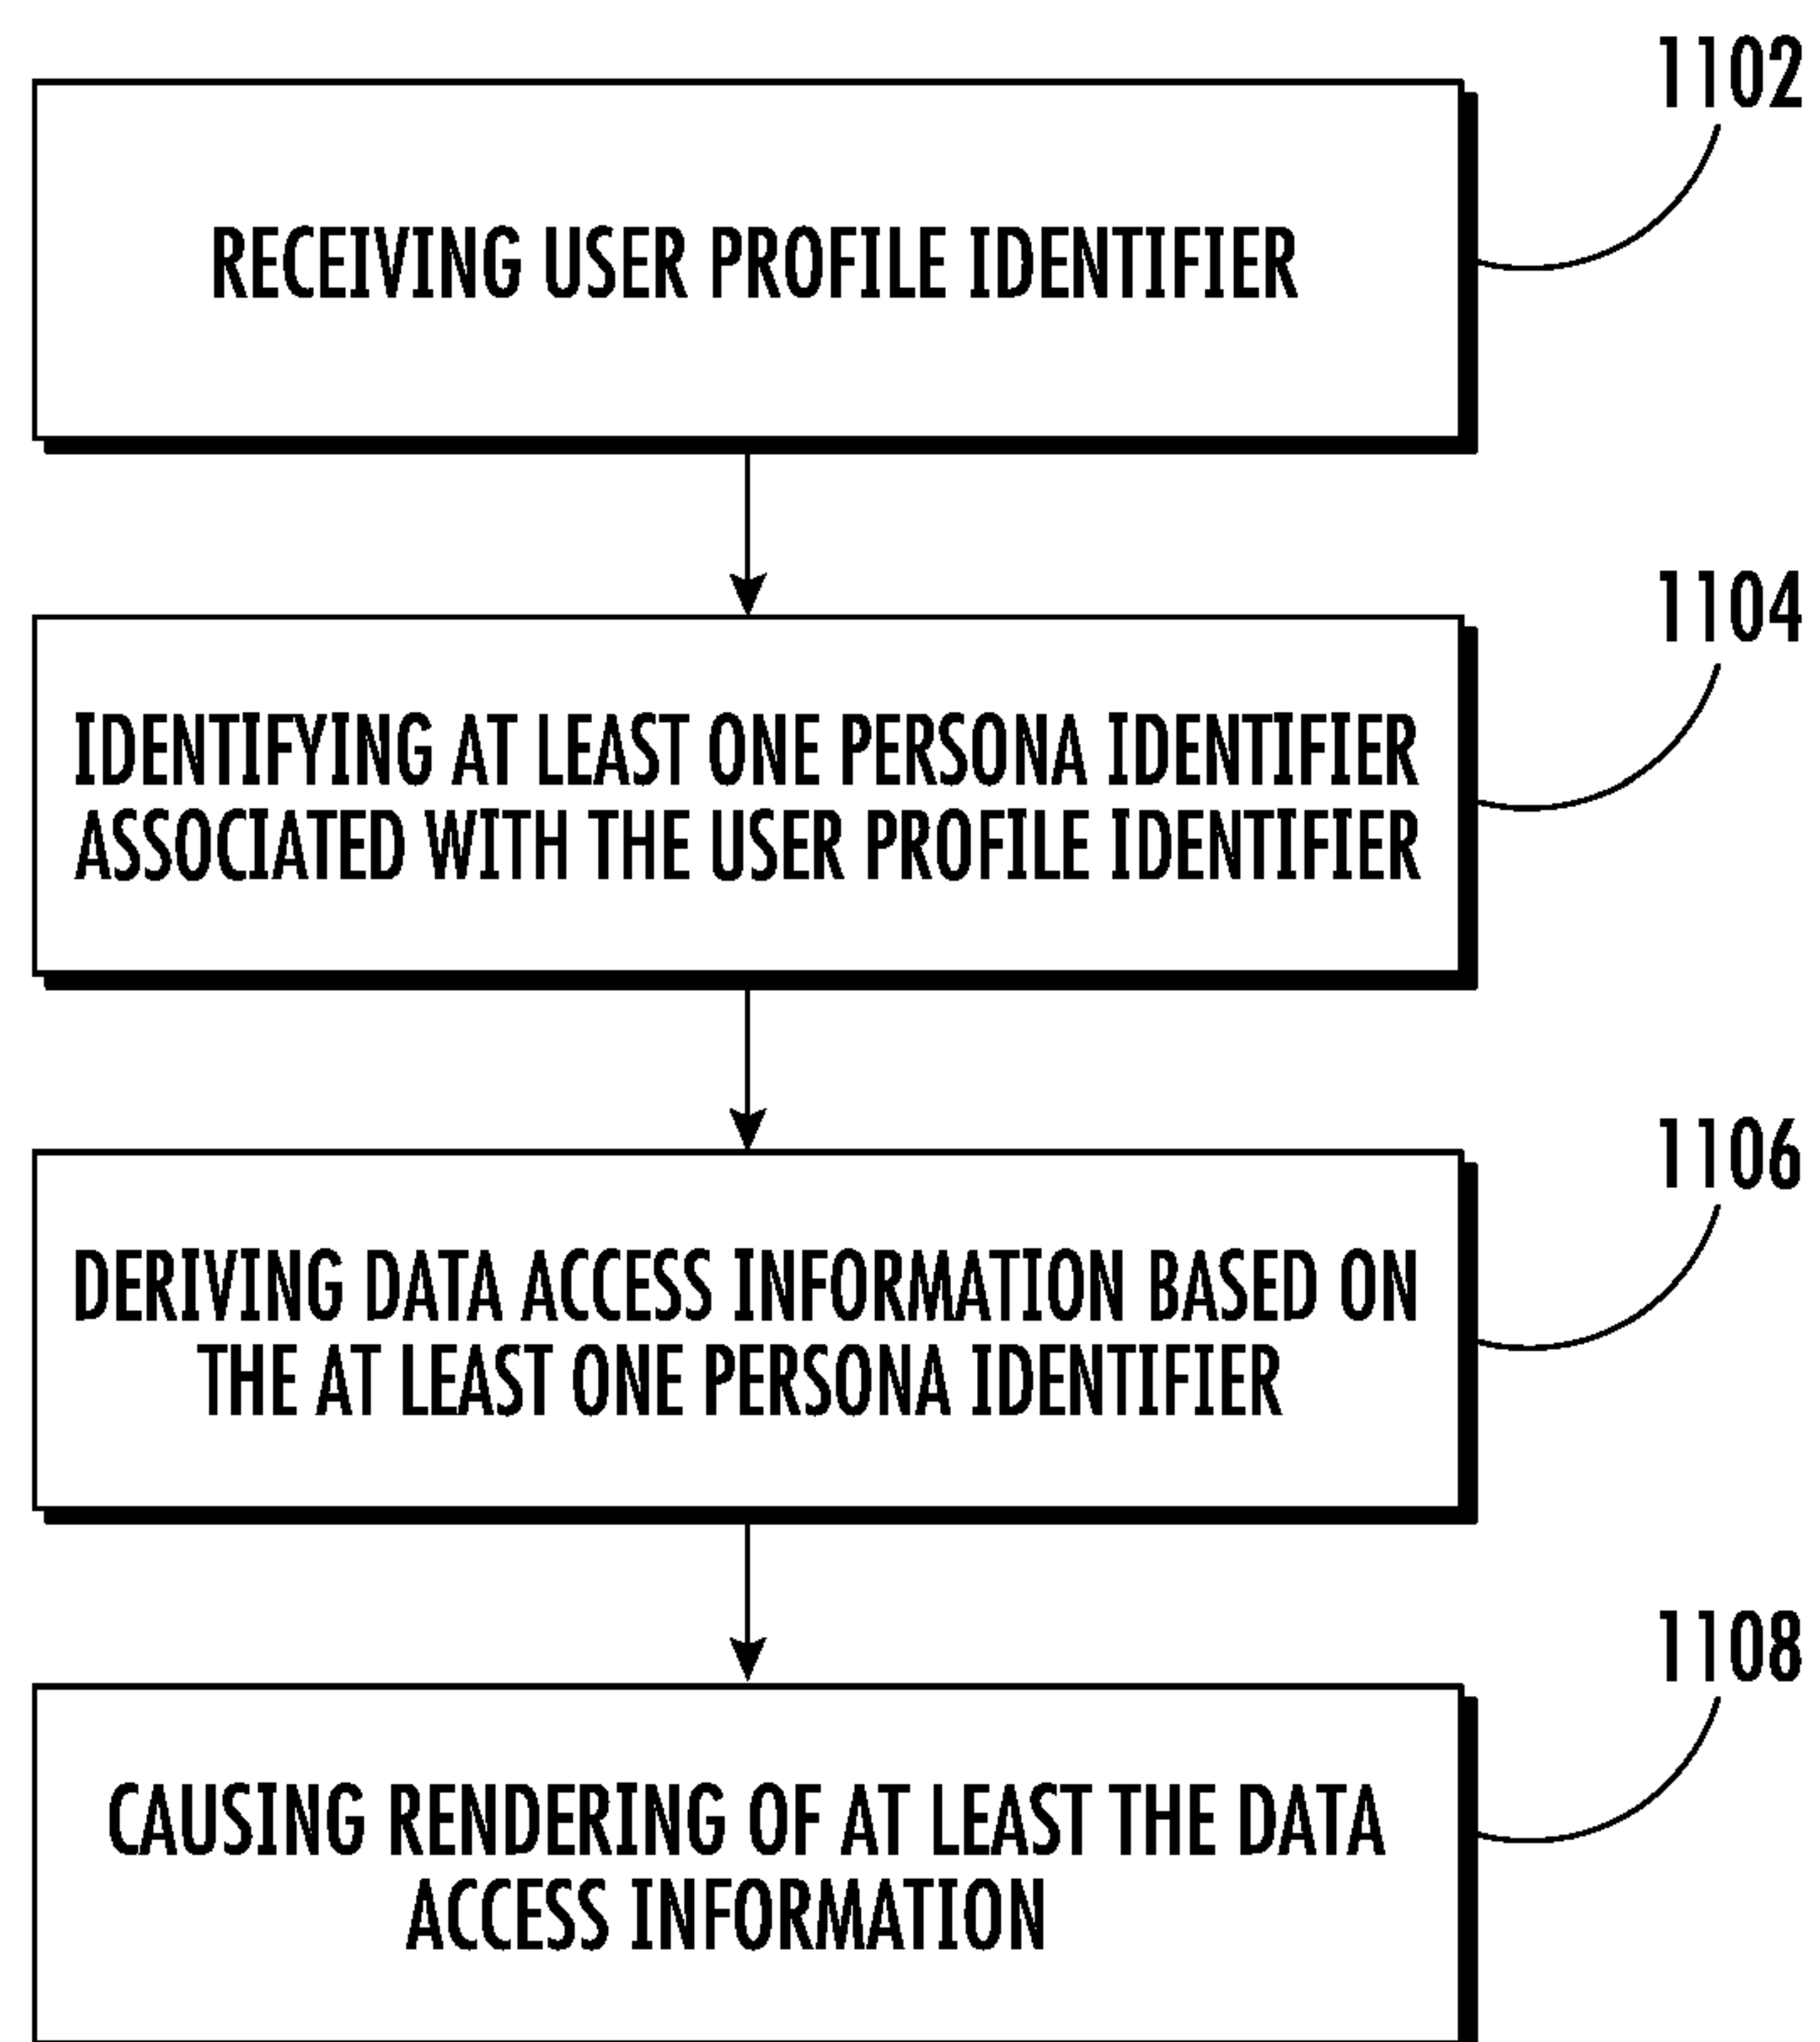 1102
RECEIVING USER PROFILE IDENTIFIER
1104
IDENTIFYING AT LEAST ONE PERSONA IDENTIFIER
ASSOCIATED WITH THE USER PROFILE IDENTIFIER
1106
DERIVING DATA ACCESS INFORMATION BASED ON
THE AT LEAST ONE PERSONA IDENTIFIER
1108
CAUSING RENDERING OF AT LEAST THE DATA
ACCESS INFORMATION